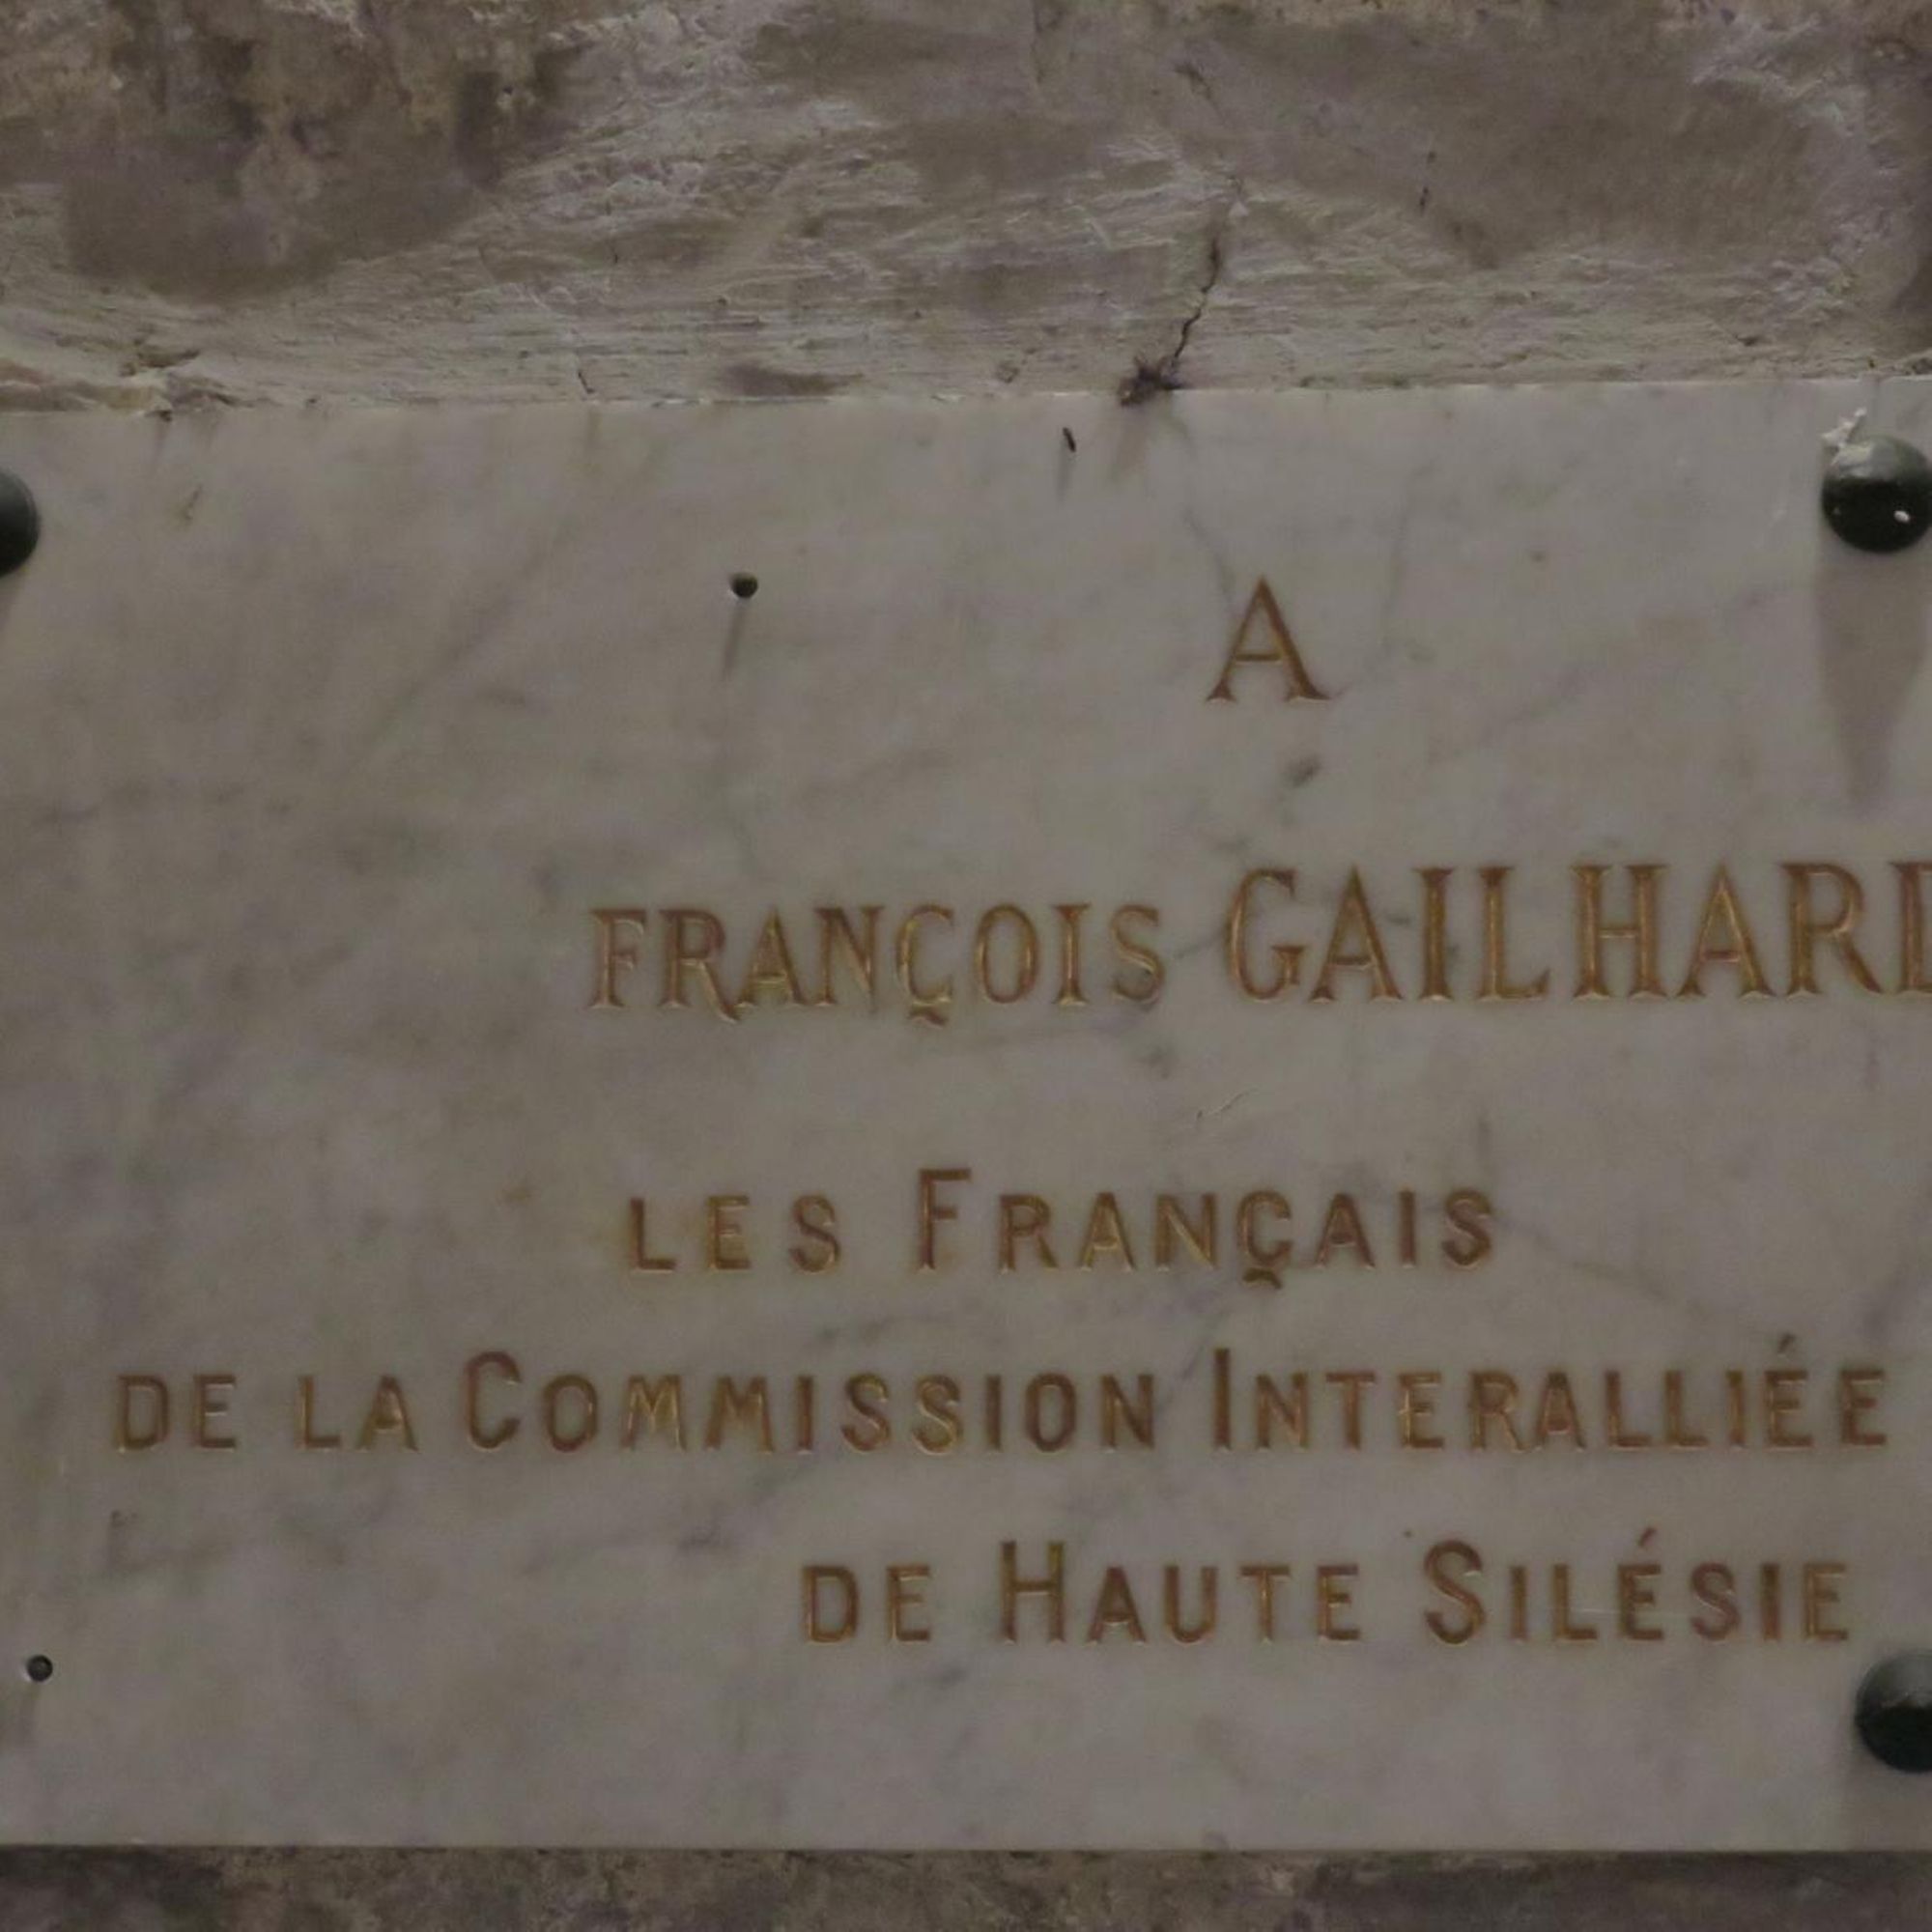 A
FRANÇOIS GAILHARD
LES FRANÇAIS
DE LA COMMISSION INTERALLIÉE
DE HAUTE SILÉSIE